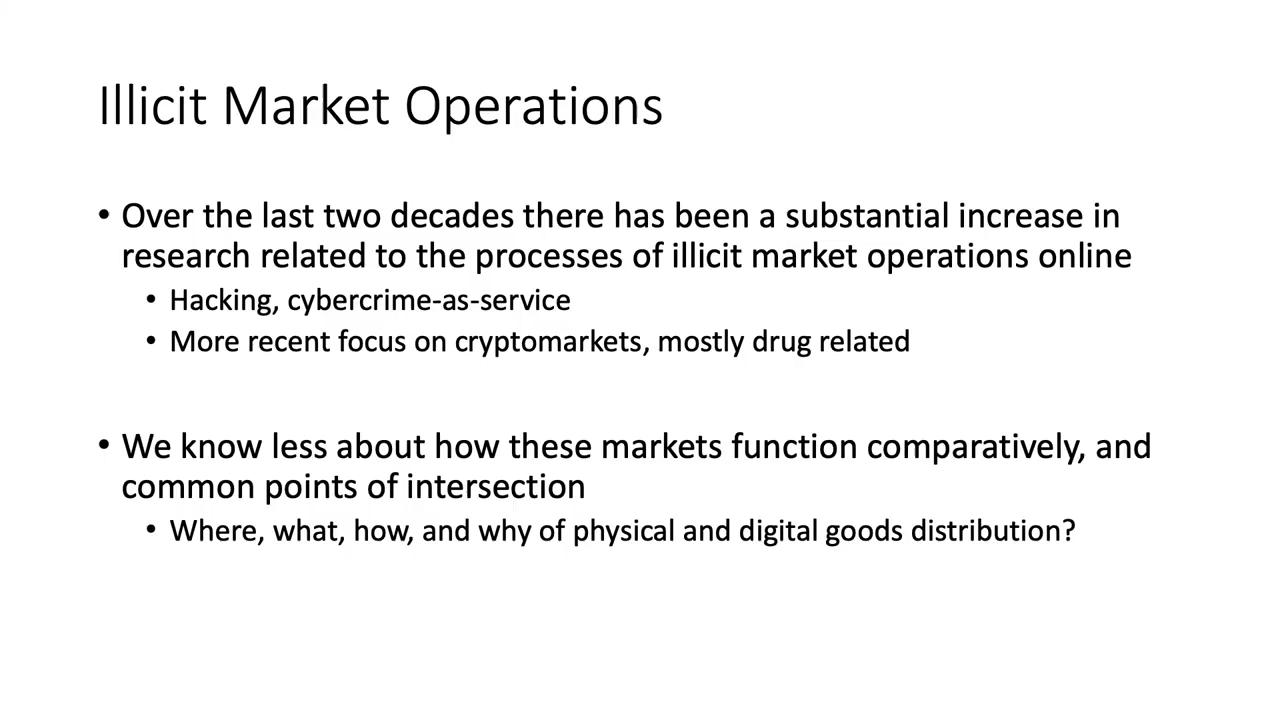 Illicit Market Operations
• Over the last two decades there has been a substantial increase in
research related to the processes of illicit market operations online
• Hacking, cybercrime-as-service
• More recent focus on cryptomarkets, mostly drug related
• We know less about how these markets function comparatively, and
common points of intersection
• Where, what, how, and why of physical and digital goods distribution?